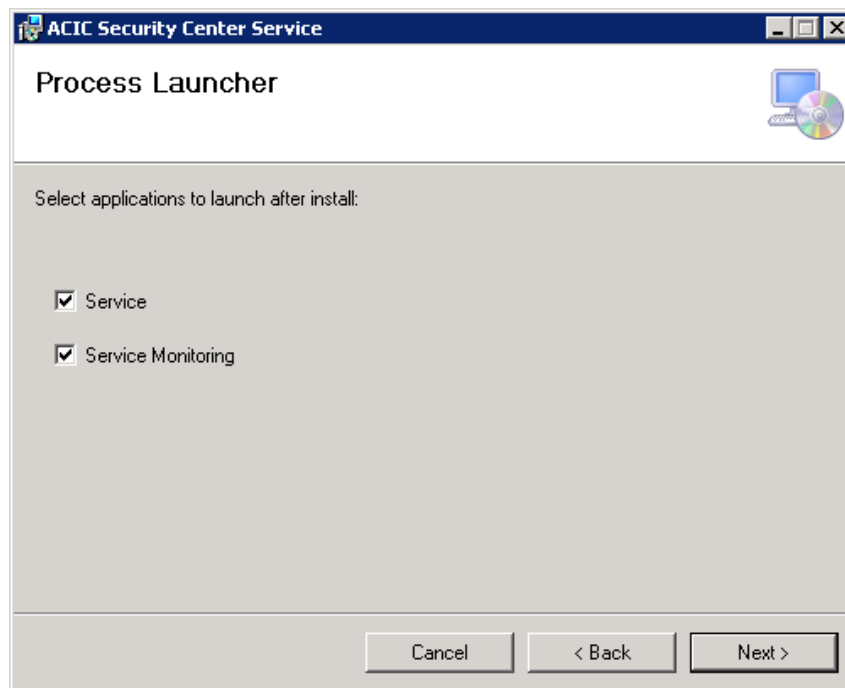 ACIC Security Center Service
Process Launcher
Select applications to launch after install:
Service
Service Monitoring
Cancel
< Back
Next >